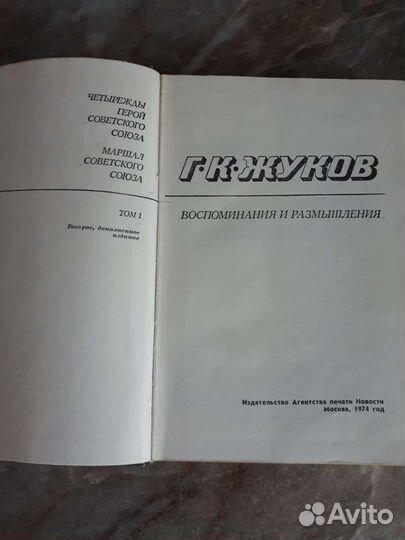 ЧЕТЫРЕЖДЫ
ГЕРОЙ
СОВЕТСКОГО
СОЮЗА
МАРШАЛ
СОВЕТСКОГО
СОЮЗА
ТОМ 1
Второе, дополненное
издание
Г·К·ЖУКОВ
ВОСПОМИНАНИЯ И РАЗМЫШЛЕНИЯ
Издательство Агентства печати Новости
Москва, 1974 год
Avito